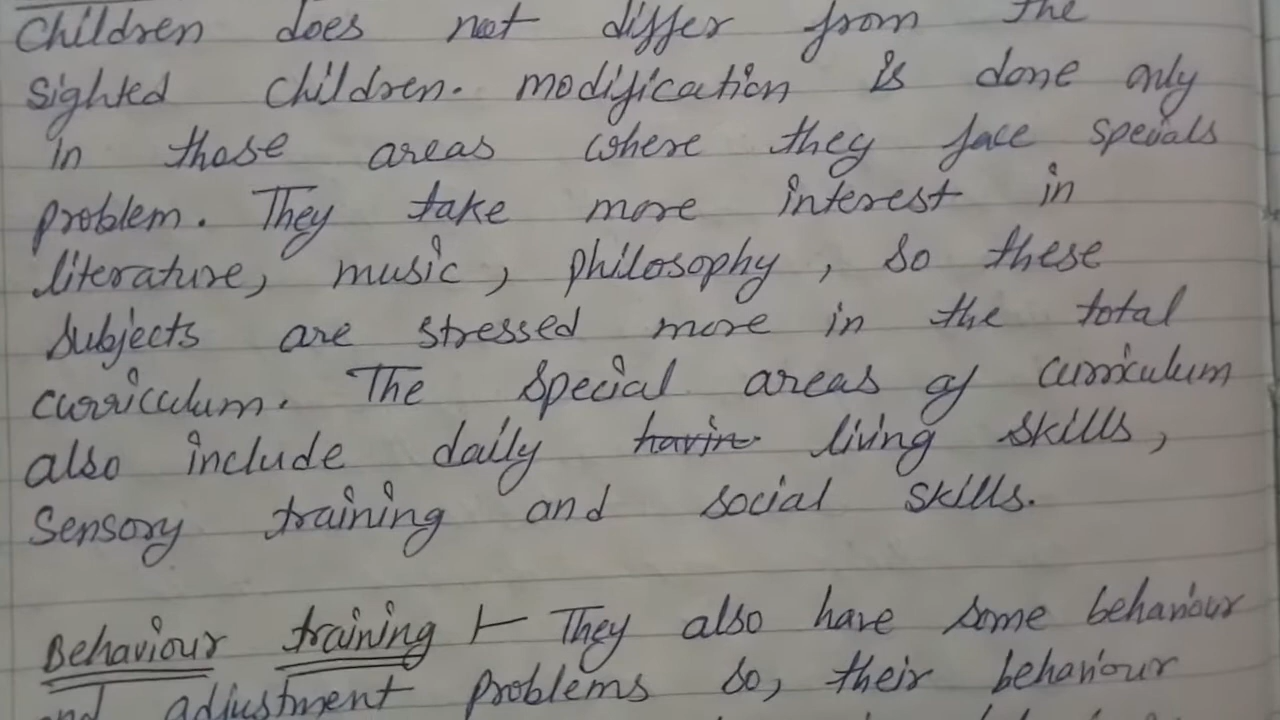 Children does not differ from the
Sighted children. modification is done only
in those areas where they face specials
problem. They take more interest in
literature, music, philosophy, so these
subjects are stressed more in the total
curriculum. The special areas of curriculum
also include daily havin living skills,
Sensory training and social skills.
Behaviour training :- They also have some behaviour
and adjustment problems so, their behaviour